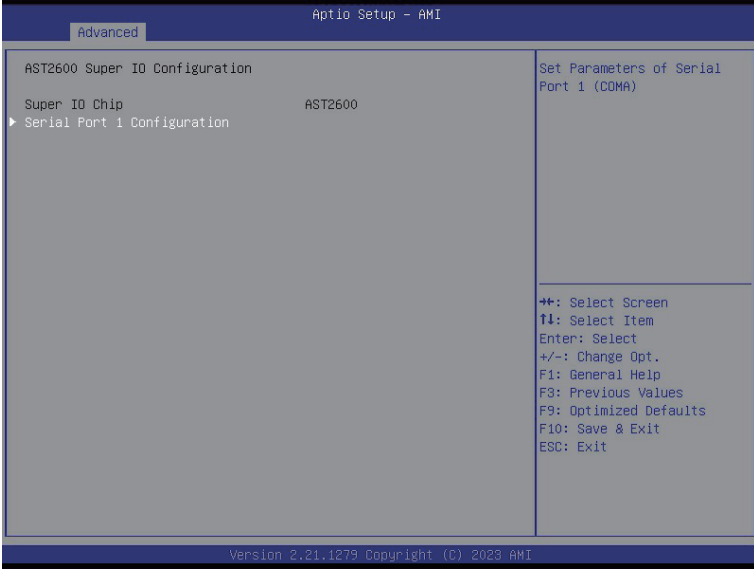 Aptio Setup – AMI
Advanced
AST2600 Super IO Configuration
Super IO Chip AST2600
▶ Serial Port 1 Configuration
Set Parameters of Serial
Port 1 (COMA)
→←: Select Screen
↑↓: Select Item
Enter: Select
+/-: Change Opt.
F1: General Help
F3: Previous Values
F9: Optimized Defaults
F10: Save & Exit
ESC: Exit
Version 2.21.1279 Copyright (C) 2023 AMI